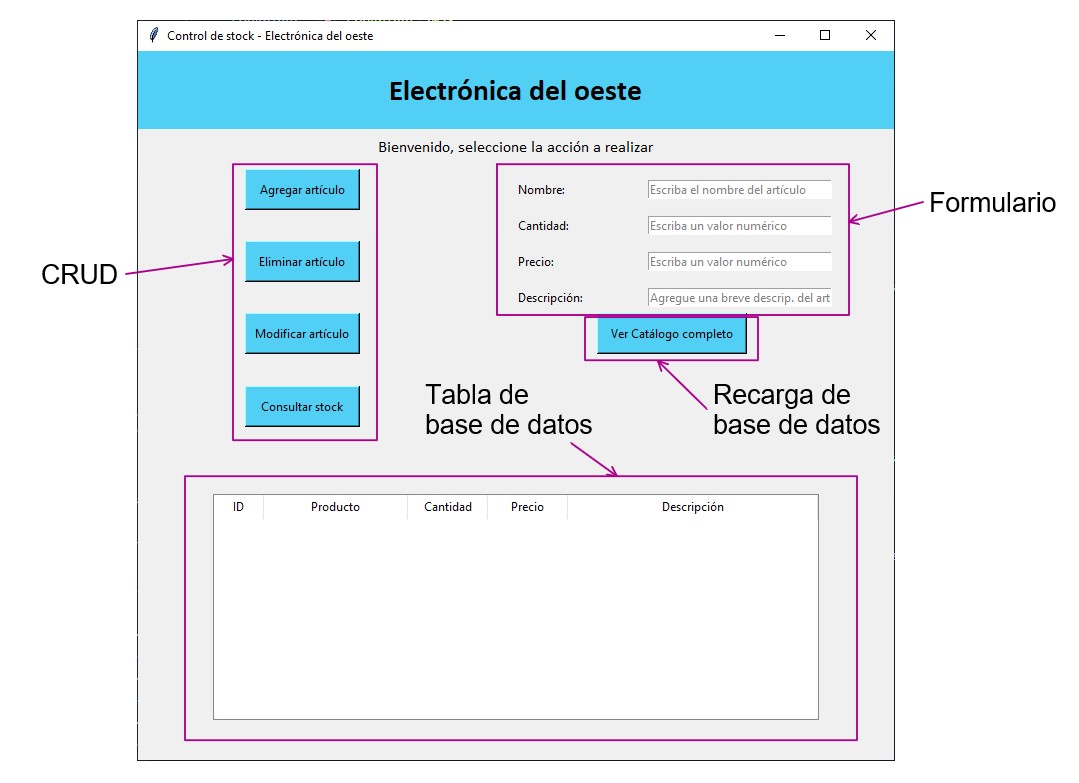 Control de stock - Electrónica del oeste
Electrónica del oeste
Bienvenido, seleccione la acción a realizar
Agregar artículo
Eliminar artículo
Modificar artículo
Consultar stock
CRUD
Nombre: Escriba el nombre del artículo
Cantidad: Escriba un valor numérico
Precio: Escriba un valor numérico
Descripción: Agregue una breve descrip. del art
Formulario
Ver Catálogo completo
Tabla de
base de datos
Recarga de
base de datos
ID Producto Cantidad Precio Descripción